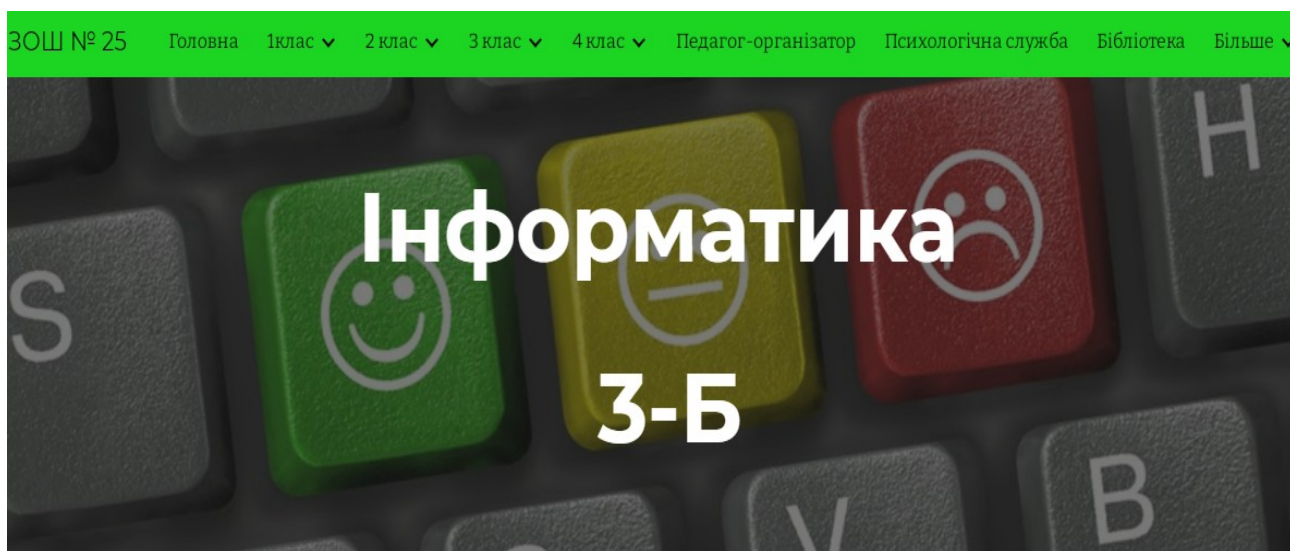 ЗОШ № 25 Головна 1клас 2 клас 3 клас 4 клас Педагог-організатор Психологічна служба Бібліотека Більше
Інформатика
3-Б
S
H
V
B